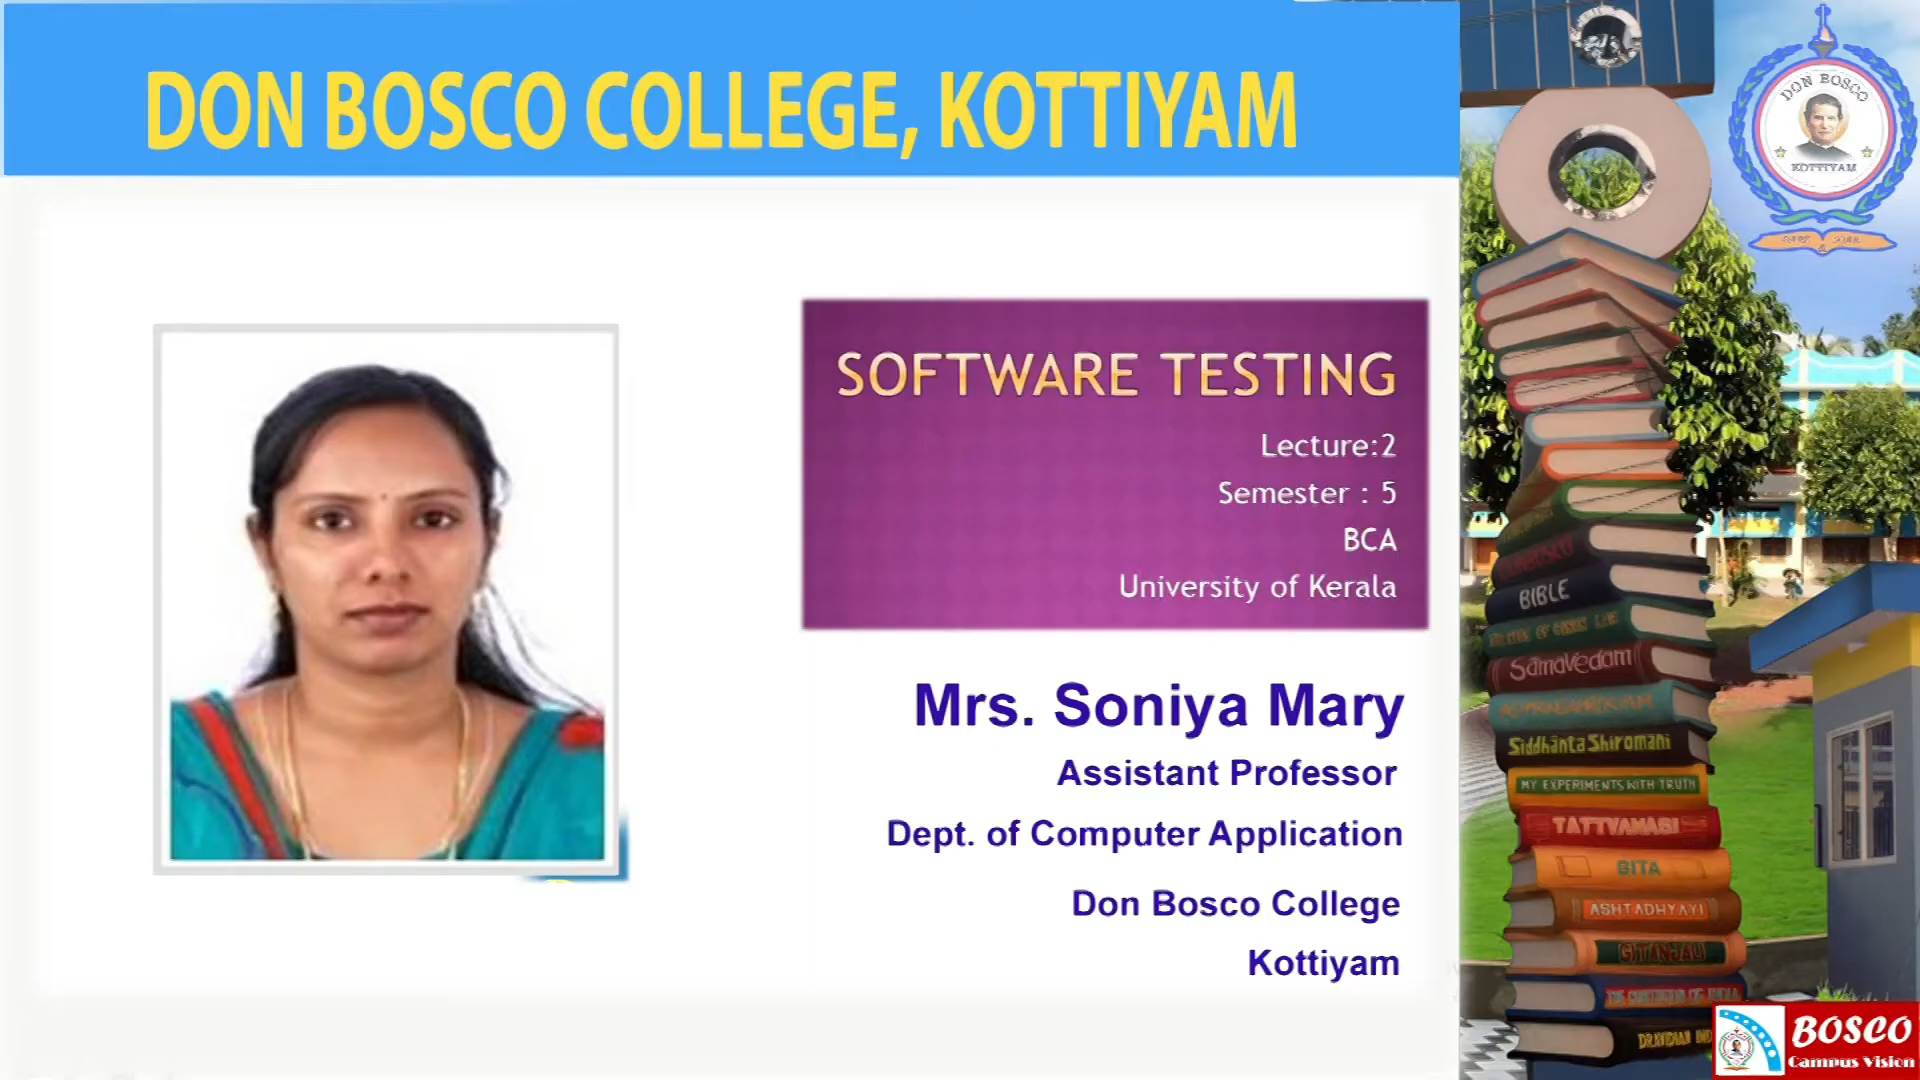 DON BOSCO COLLEGE, KOTTIYAM
DON BOSCO
KOTTIYAM
SOFTWARE TESTING
Lecture:2
Semester : 5
BCA
University of Kerala
Mrs. Soniya Mary
Assistant Professor
Dept. of Computer Application
Don Bosco College
Kottiyam
BIBLE
Samavedam
Siddhānta Shiromani
MY EXPERIMENTS WITH TRUTH
TATTVAMASI
GITA
ASHTADHYAYI
GITANJALI
BOSCO
Campus Vision